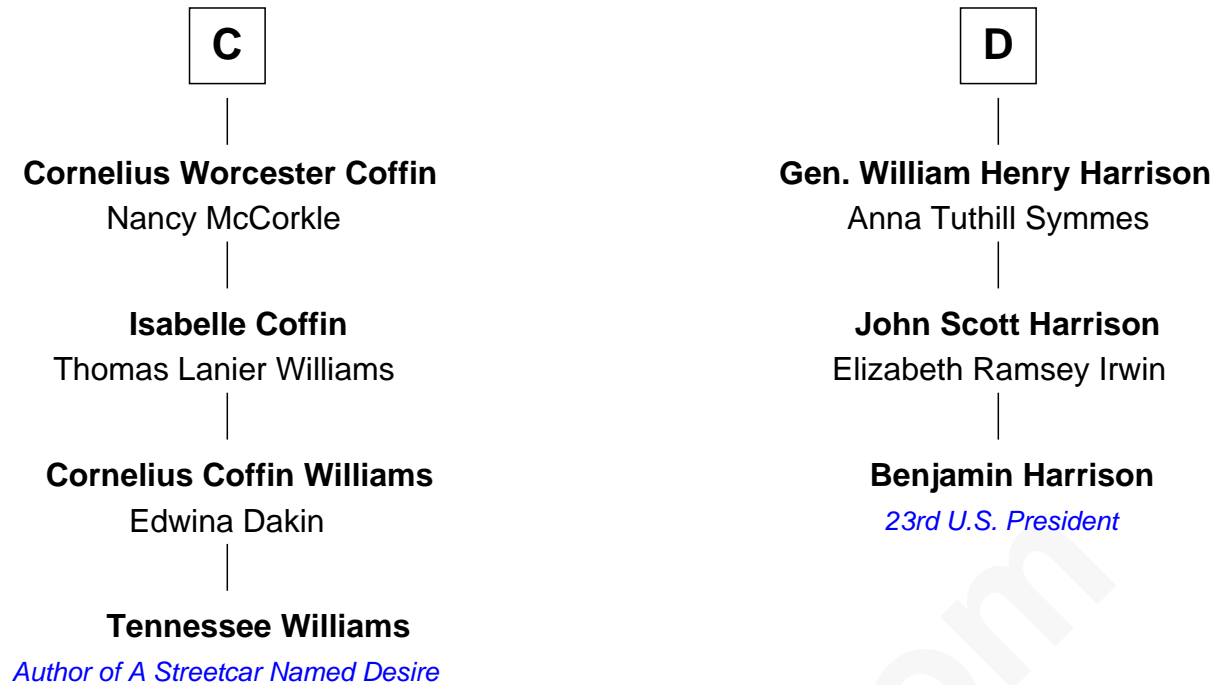 C
Cornelius Worcester Coffin
Nancy McCorkle
Isabelle Coffin
Thomas Lanier Williams
Cornelius Coffin Williams
Edwina Dakin
Tennessee Williams
Author of A Streetcar Named Desire
D
Gen. William Henry Harrison
Anna Tuthill Symmes
John Scott Harrison
Elizabeth Ramsey Irwin
Benjamin Harrison
23rd U.S. President
om